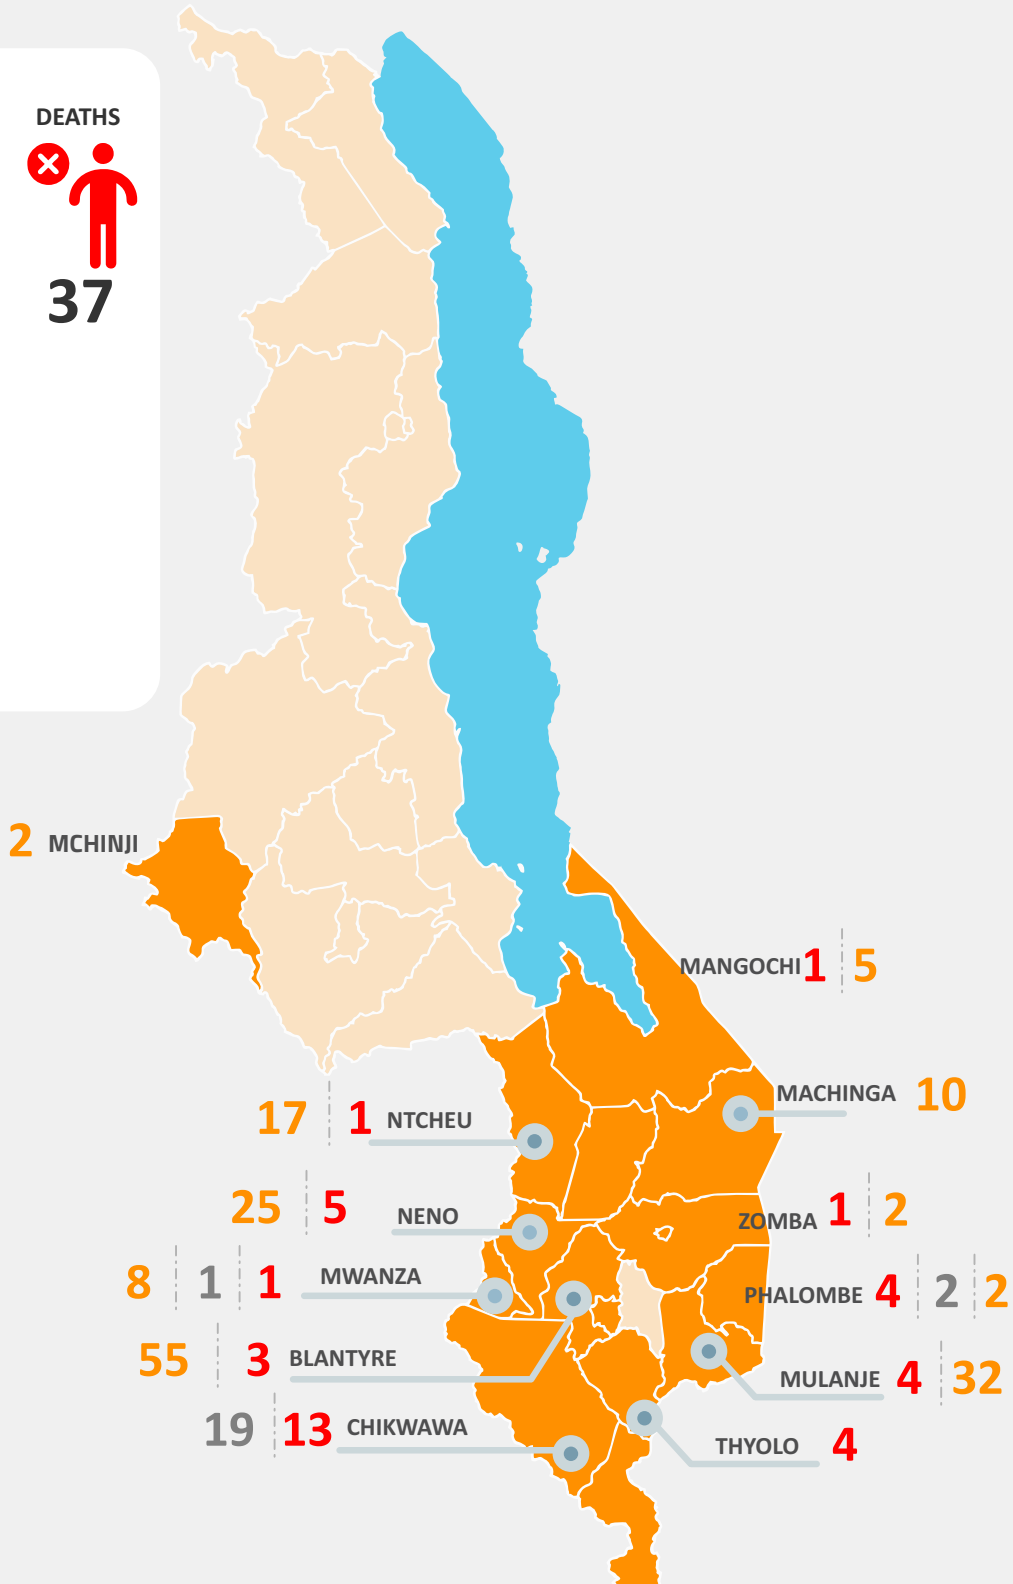 DEATHS
37
2 MCHINJI
MANGOCHI 1 5
MACHINGA 10
17 1 NTCHEU
25 5 NENO
ZOMBA 1 2
8 1 1 MWANZA
PHALOMBE 4 2 2
55 3 BLANTYRE
MULANJE 4 32
19 13 CHIKWAWA
THYOLO 4